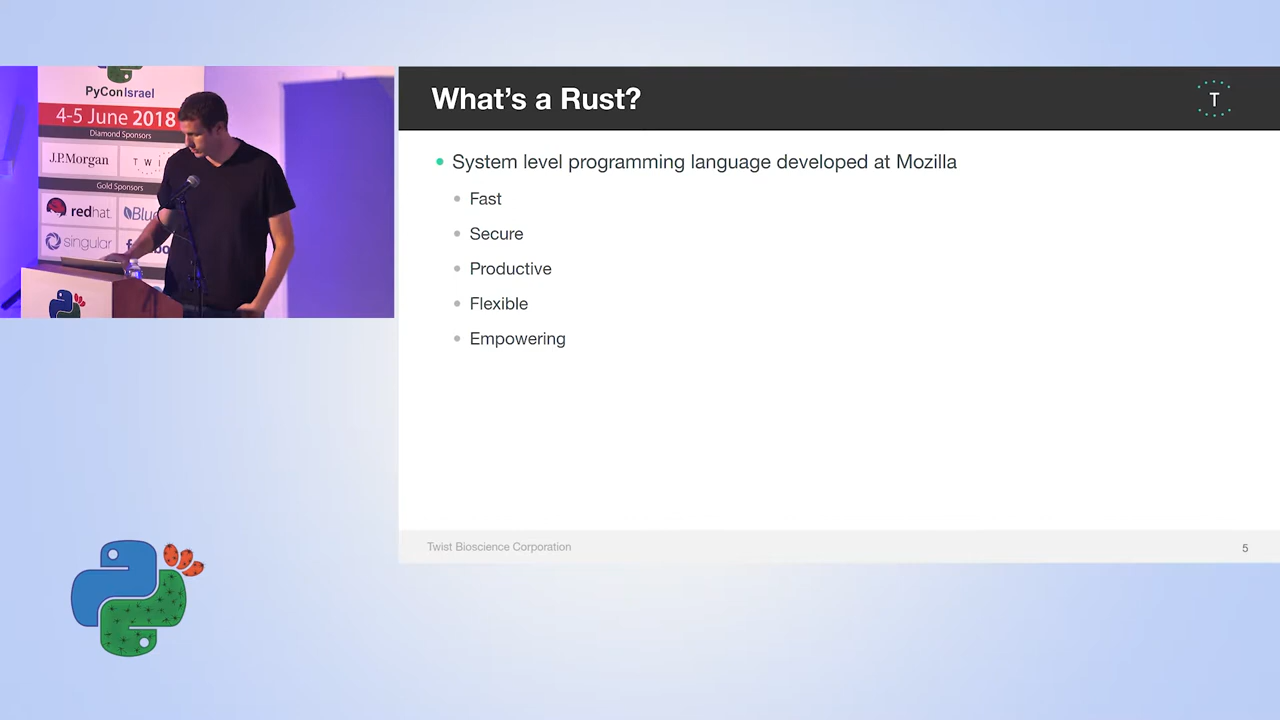 PyConIsrael
4-5 June 2018
Diamond Sponsors
J.P.Morgan
Gold Sponsors
redhat.
singular
What's a Rust?
T
System level programming language developed at Mozilla
Fast
Secure
Productive
Flexible
Empowering
Twist Bioscience Corporation
5